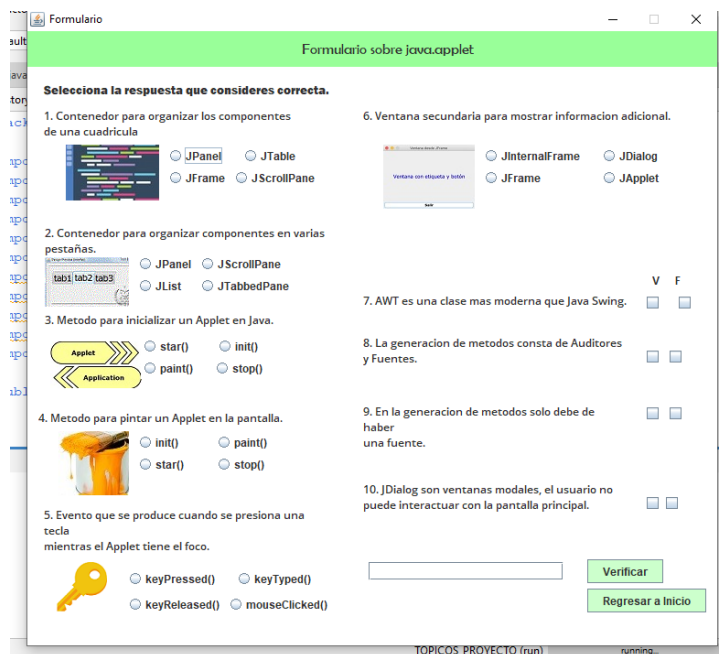 Formulario
Formulario sobre java.applet
Selecciona la respuesta que consideres correcta.
1. Contenedor para organizar los componentes
de una cuadricula
JPanel JTable
JFrame JScrollPane
2. Contenedor para organizar componentes en varias
pestañas.
tab1 tab2 tab3
JPanel JScrollPane
JList JTabbedPane
3. Metodo para inicializar un Applet en Java.
Applet
Application
star() init()
paint() stop()
4. Metodo para pintar un Applet en la pantalla.
init() paint()
star() stop()
5. Evento que se produce cuando se presiona una
tecla
mientras el Applet tiene el foco.
keyPressed() keyTyped()
keyReleased() mouseClicked()
6. Ventana secundaria para mostrar informacion adicional.
Ventana con etiqueta y botón
Salir
JInternalFrame JDialog
JFrame JApplet
V F
7. AWT es una clase mas moderna que Java Swing.
8. La generacion de metodos consta de Auditores
y Fuentes.
9. En la generacion de metodos solo debe de
haber
una fuente.
10. JDialog son ventanas modales, el usuario no
puede interactuar con la pantalla principal.
Verificar
Regresar a Inicio
TOPICOS_PROYECTO (run) running...